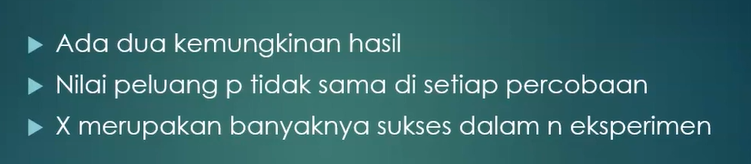 Ada dua kemungkinan hasil
Nilai peluang p tidak sama di setiap percobaan
X merupakan banyaknya sukses dalam n eksperimen